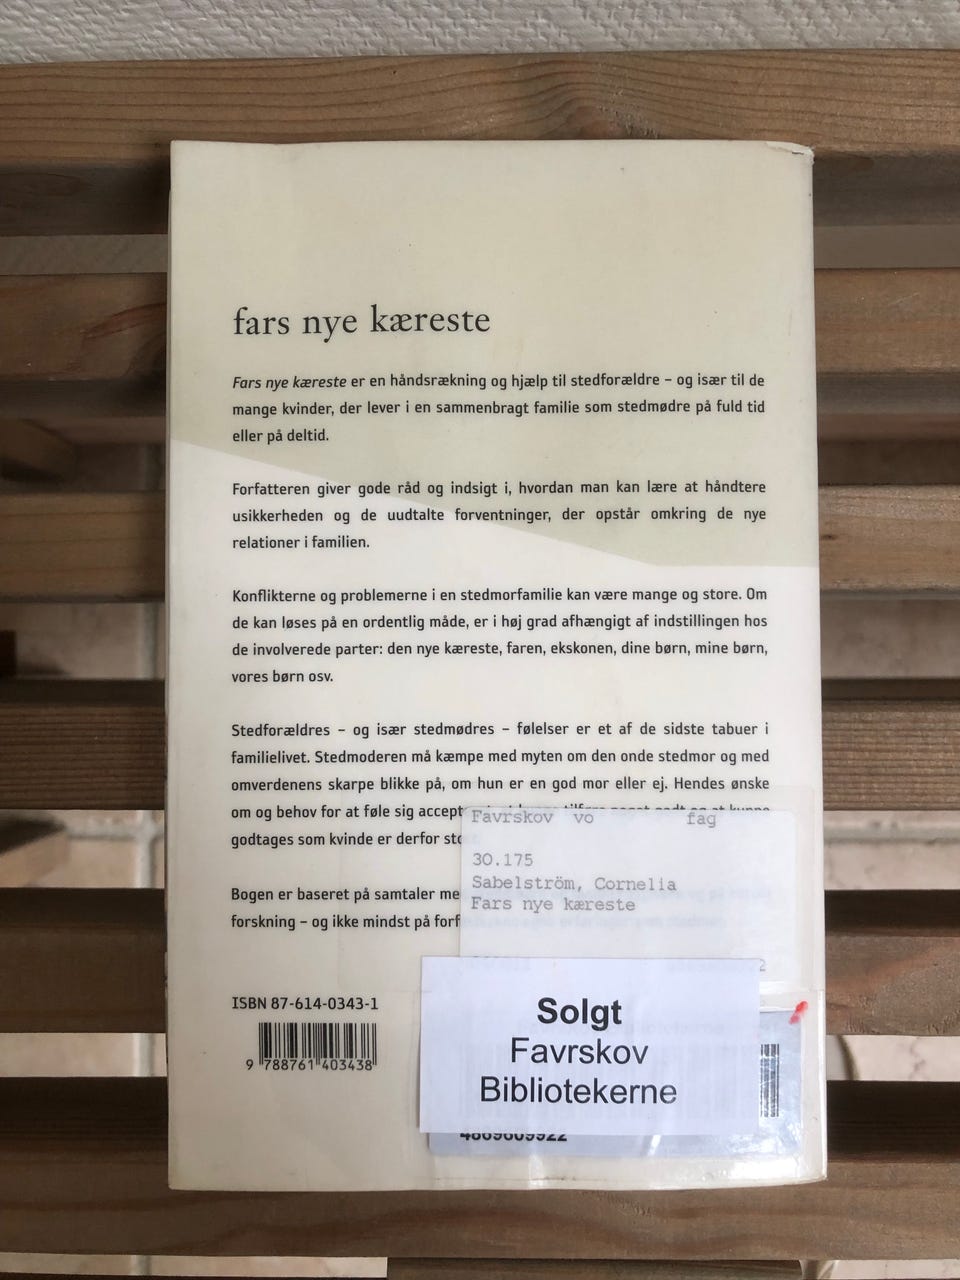 fars nye kæreste
Fars nye kæreste er en håndsrækning og hjælp til stedforældre – og især til de
mange kvinder, der lever i en sammenbragt familie som stedmødre på fuld tid
eller på deltid.
Forfatteren giver gode råd og indsigt i, hvordan man kan lære at håndtere
usikkerheden og de uudtalte forventninger, der opstår omkring de nye
relationer i familien.
Konflikterne og problemerne i en stedmorfamilie kan være mange og store. Om
de kan løses på en ordentlig måde, er i høj grad afhængigt af indstillingen hos
de involverede parter: den nye kæreste, faren, ekskonen, dine børn, mine børn,
vores børn osv.
Stedforældres – og især stedmødres – følelser er et af de sidste tabuer i
familielivet. Stedmoderen må kæmpe med myten om den onde stedmor og med
omverdenens skarpe blikke på, om hun er en god mor eller ej. Hendes ønske
om og behov for at føle sig accept
godtages som kvinde er derfor
Bogen er baseret på samtaler
forskning – og ikke mindst på
Favrskov vo fag
30.175
Sabelström, Cornelia
Fars nye kæreste
ISBN 87-614-0343-1
9 788761 403438
Solgt
Favrskov
Bibliotekerne
4869609922